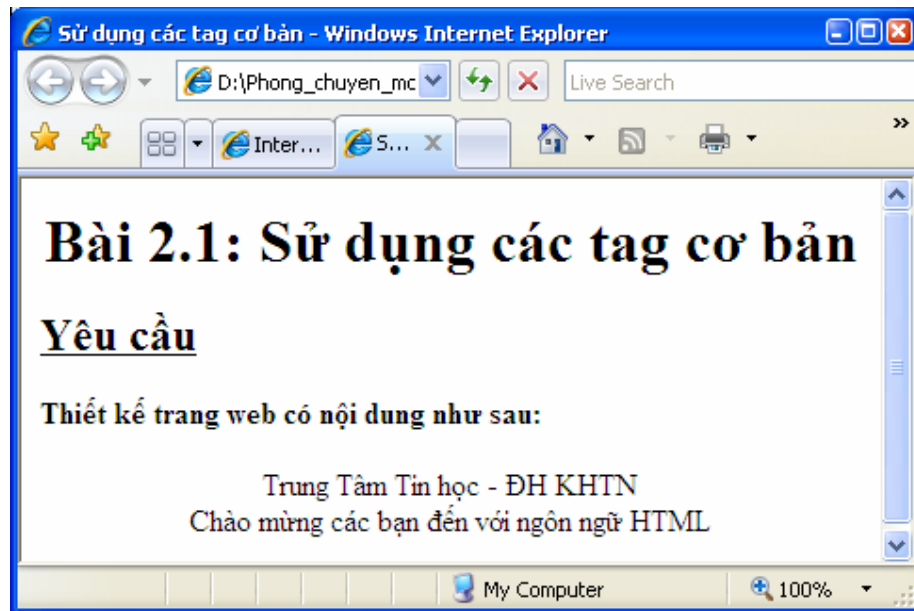 Sử dụng các tag cơ bản - Windows Internet Explorer
D:\Phong_chuyen_mc
Live Search
Inter...
S...
»
Bài 2.1: Sử dụng các tag cơ bản
Yêu cầu
Thiết kế trang web có nội dung như sau:
Trung Tâm Tin học - ĐH KHTN
Chào mừng các bạn đến với ngôn ngữ HTML
My Computer
100%